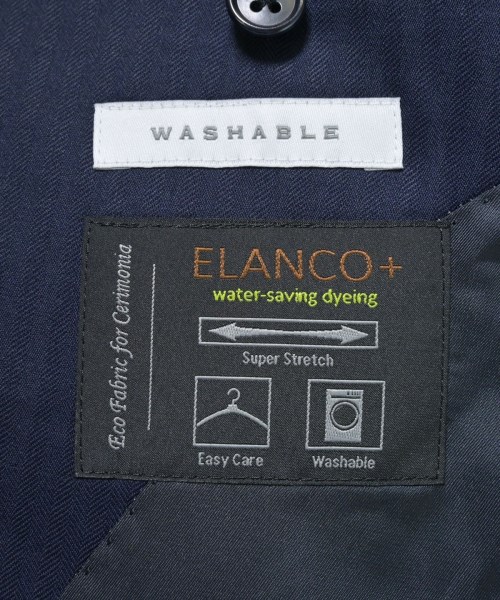 WASHABLE
Eco Fabric for Cerimonia
ELANCO+
water-saving dyeing
Super Stretch
Easy Care
Washable